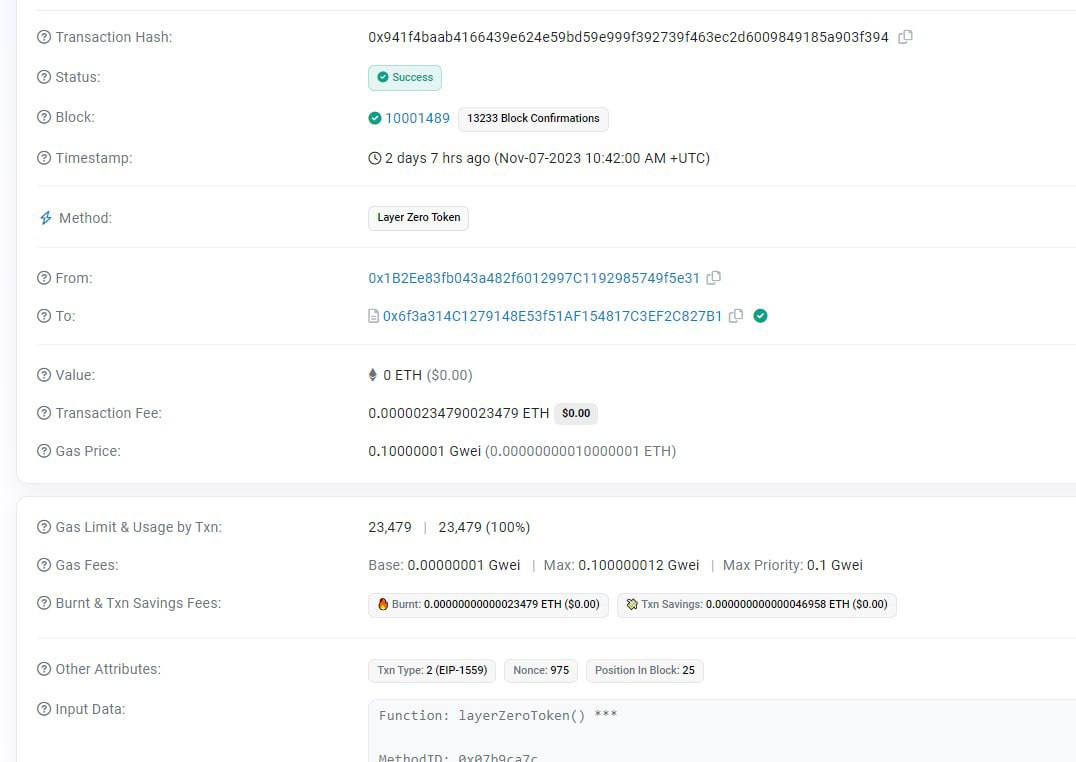 Transaction Hash: 0x941f4baab4166439e624e59bd59e999f392739f463ec2d6009849185a903f394
Status: Success
Block: 10001489 13233 Block Confirmations
Timestamp: 2 days 7 hrs ago (Nov-07-2023 10:42:00 AM +UTC)
Method: Layer Zero Token
From: 0x1B2Ee83fb043a482f6012997C1192985749f5e31
To: 0x6f3a314C1279148E53f51AF154817C3EF2C827B1
Value: 0 ETH ($0.00)
Transaction Fee: 0.00000234790023479 ETH $0.00
Gas Price: 0.10000001 Gwei (0.00000000010000001 ETH)
Gas Limit & Usage by Txn: 23,479 | 23,479 (100%)
Gas Fees: Base: 0.00000001 Gwei | Max: 0.100000012 Gwei | Max Priority: 0.1 Gwei
Burnt & Txn Savings Fees: Burnt: 0.00000000000023479 ETH ($0.00) Txn Savings: 0.000000000000046958 ETH ($0.00)
Other Attributes: Txn Type: 2 (EIP-1559) Nonce: 975 Position In Block: 25
Input Data: Function: layerZeroToken() ***
MethodID: 0x07b9ca7c